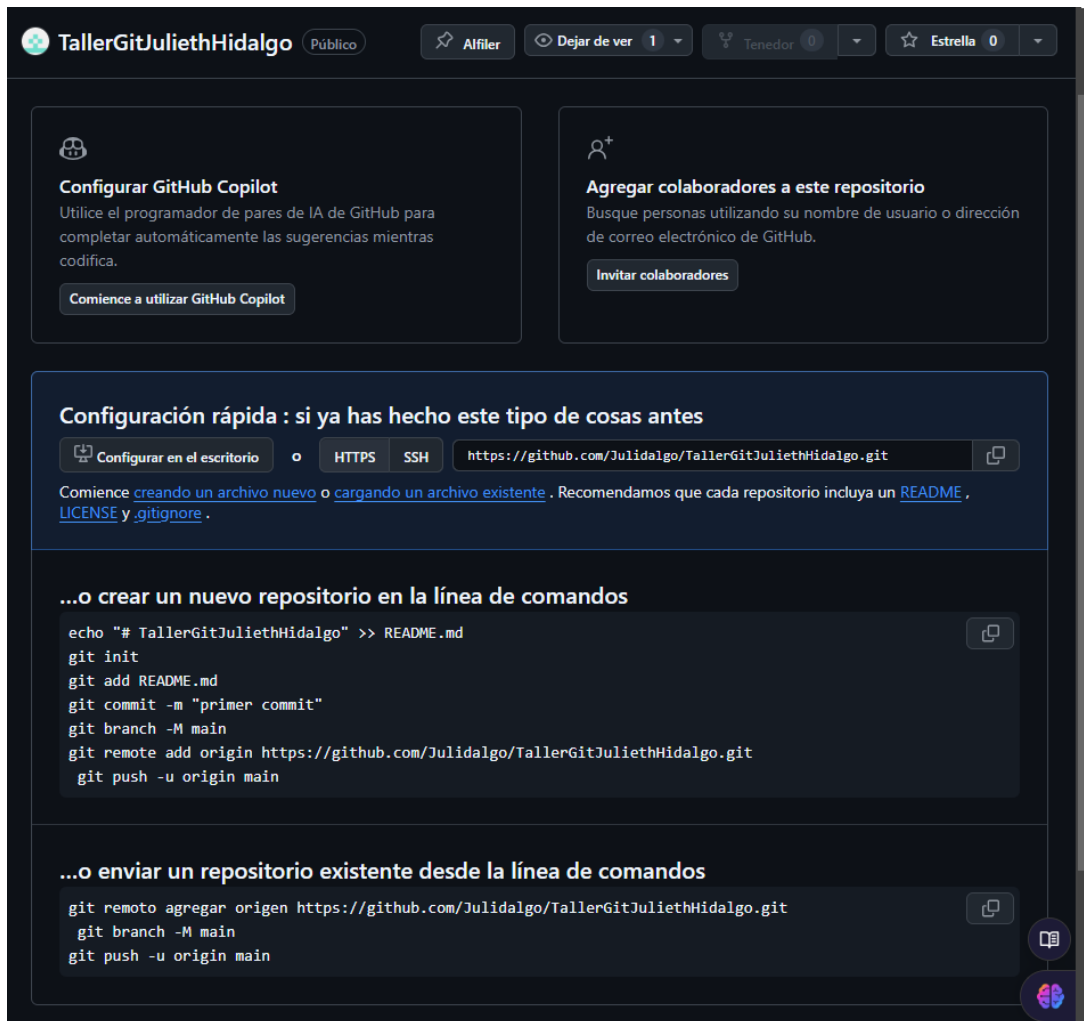 TallerGitJuliethHidalgo Público Alfiler Dejar de ver 1 Tenedor 0 Estrella 0
Configurar GitHub Copilot
Utilice el programador de pares de IA de GitHub para
completar automáticamente las sugerencias mientras
codifica.
Comience a utilizar GitHub Copilot
Agregar colaboradores a este repositorio
Busque personas utilizando su nombre de usuario o dirección
de correo electrónico de GitHub.
Invitar colaboradores
Configuración rápida : si ya has hecho este tipo de cosas antes
Configurar en el escritorio o HTTPS SSH https://github.com/Julidalgo/TallerGitJuliethHidalgo.git
Comience creando un archivo nuevo o cargando un archivo existente . Recomendamos que cada repositorio incluya un README ,
LICENSE y .gitignore .
...o crear un nuevo repositorio en la línea de comandos
echo "# TallerGitJuliethHidalgo" >> README.md
git init
git add README.md
git commit -m "primer commit"
git branch -M main
git remote add origin https://github.com/Julidalgo/TallerGitJuliethHidalgo.git
git push -u origin main
...o enviar un repositorio existente desde la línea de comandos
git remoto agregar origen https://github.com/Julidalgo/TallerGitJuliethHidalgo.git
git branch -M main
git push -u origin main